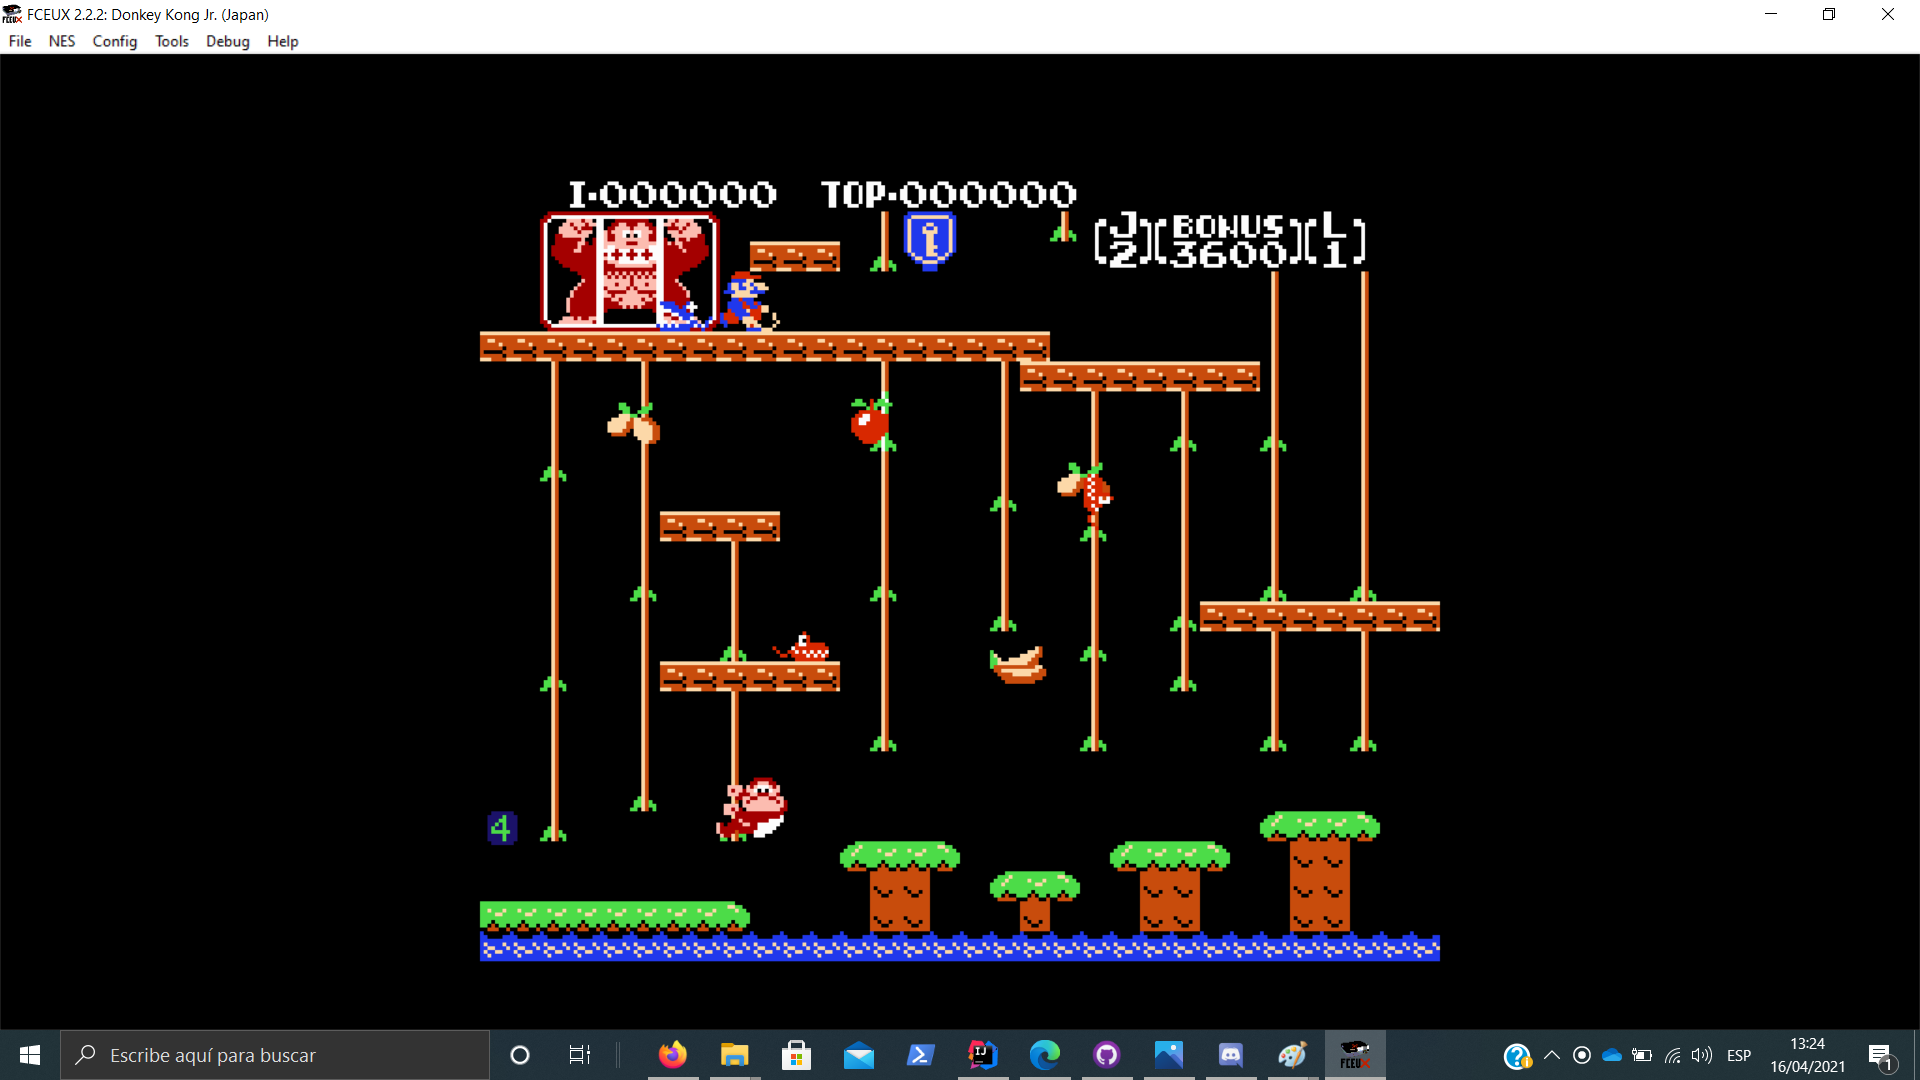 FCEUX 2.2.2: Donkey Kong Jr. (Japan)
File NES Config Tools Debug Help
I·000000 TOP·000000
J BONUS L
2 3600 1
4
Escribe aquí para buscar
ESP
13:24
16/04/2021
1